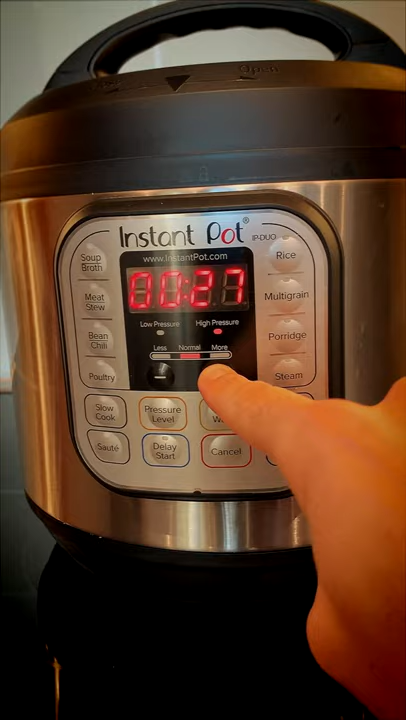 Open
Instant Pot®
IP-DUO
www.InstantPot.com
00:27
Low Pressure High Pressure
Less Normal More
Soup
Broth
Meat
Stew
Bean
Chili
Poultry
Rice
Multigrain
Porridge
Steam
Slow
Cook
Pressure
Level
Sauté
Delay
Start
Cancel